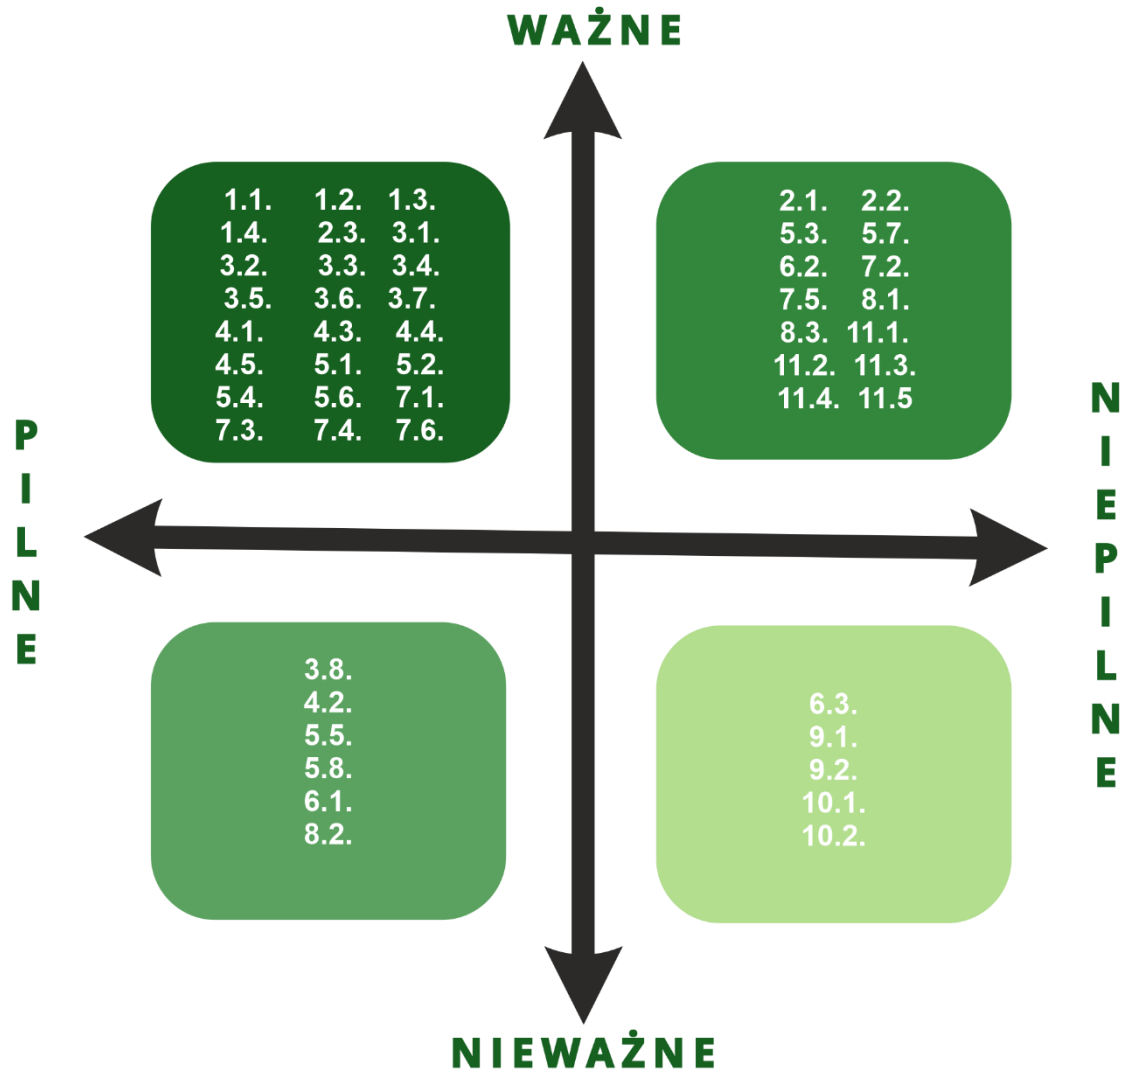 WAŻNE
1.1. 1.2. 1.3.
1.4. 2.3. 3.1.
3.2. 3.3. 3.4.
3.5. 3.6. 3.7.
4.1. 4.3. 4.4.
4.5. 5.1. 5.2.
5.4. 5.6. 7.1.
7.3. 7.4. 7.6.
2.1. 2.2.
5.3. 5.7.
6.2. 7.2.
7.5. 8.1.
8.3. 11.1.
11.2. 11.3.
11.4. 11.5
PILNE
NIEPILNE
3.8.
4.2.
5.5.
5.8.
6.1.
8.2.
6.3.
9.1.
9.2.
10.1.
10.2.
NIEWAŻNE